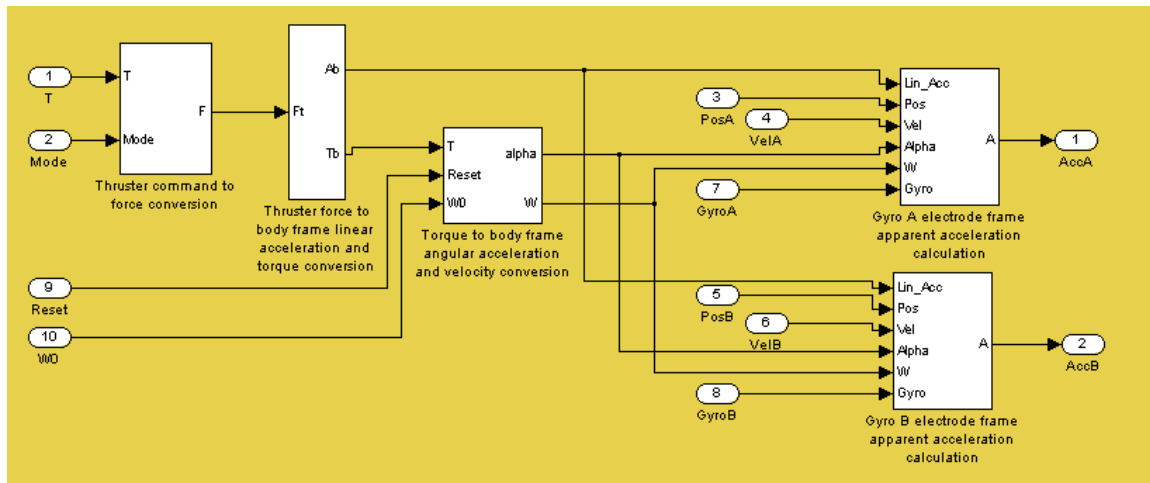 1
T
2
Mode
T
Mode
F
Thruster command to
force conversion
Ft
Ab
Tb
Thruster force to
body frame linear
acceleration and
torque conversion
9
Reset
10
W0
T
Reset
W0
alpha
W
Torque to body frame
angular acceleration
and velocity conversion
3
PosA
4
VelA
7
GyroA
Lin_Acc
Pos
Vel
Alpha
W
Gyro
A
Gyro A electrode frame
apparent acceleration
calculation
1
AccA
5
PosB
6
VelB
8
GyroB
Lin_Acc
Pos
Vel
Alpha
W
Gyro
A
Gyro B electrode frame
apparent acceleration
calculation
2
AccB